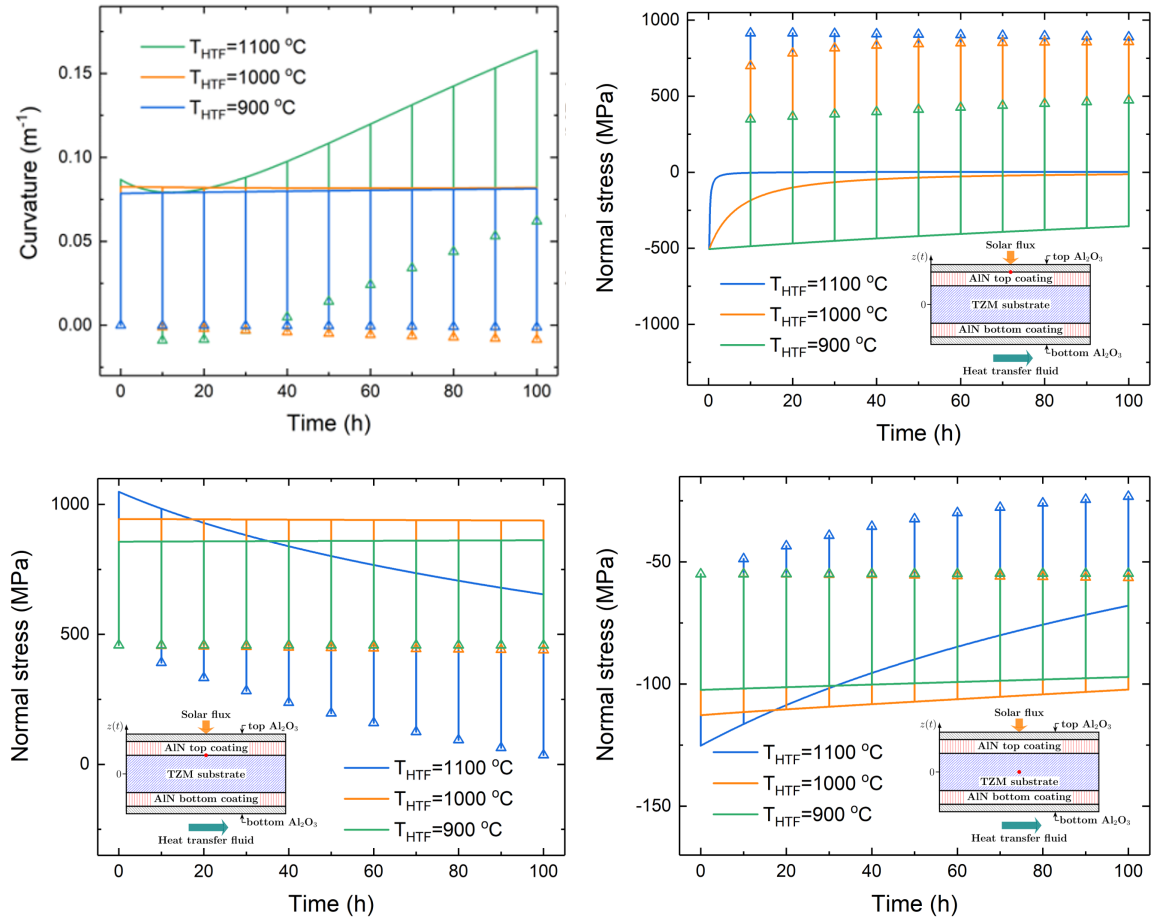 T_HTF=1100 °C
T_HTF=1000 °C
T_HTF=900 °C
0.15
0.10
0.05
0.00
Curvature (m⁻¹)
0 20 40 60 80 100
Time (h)
1000
500
0
-500
-1000
Normal stress (MPa)
T_HTF=1100 °C
T_HTF=1000 °C
T_HTF=900 °C
Solar flux
z(t)
top Al₂O₃
AlN top coating
0
TZM substrate
AlN bottom coating
bottom Al₂O₃
Heat transfer fluid
0 20 40 60 80 100
Time (h)
1000
500
0
Normal stress (MPa)
Solar flux
z(t)
top Al₂O₃
AlN top coating
0
TZM substrate
AlN bottom coating
bottom Al₂O₃
Heat transfer fluid
T_HTF=1100 °C
T_HTF=1000 °C
T_HTF=900 °C
0 20 40 60 80 100
Time (h)
-50
-100
-150
Normal stress (MPa)
T_HTF=1100 °C
T_HTF=1000 °C
T_HTF=900 °C
Solar flux
z(t)
top Al₂O₃
AlN top coating
0
TZM substrate
AlN bottom coating
bottom Al₂O₃
Heat transfer fluid
0 20 40 60 80 100
Time (h)